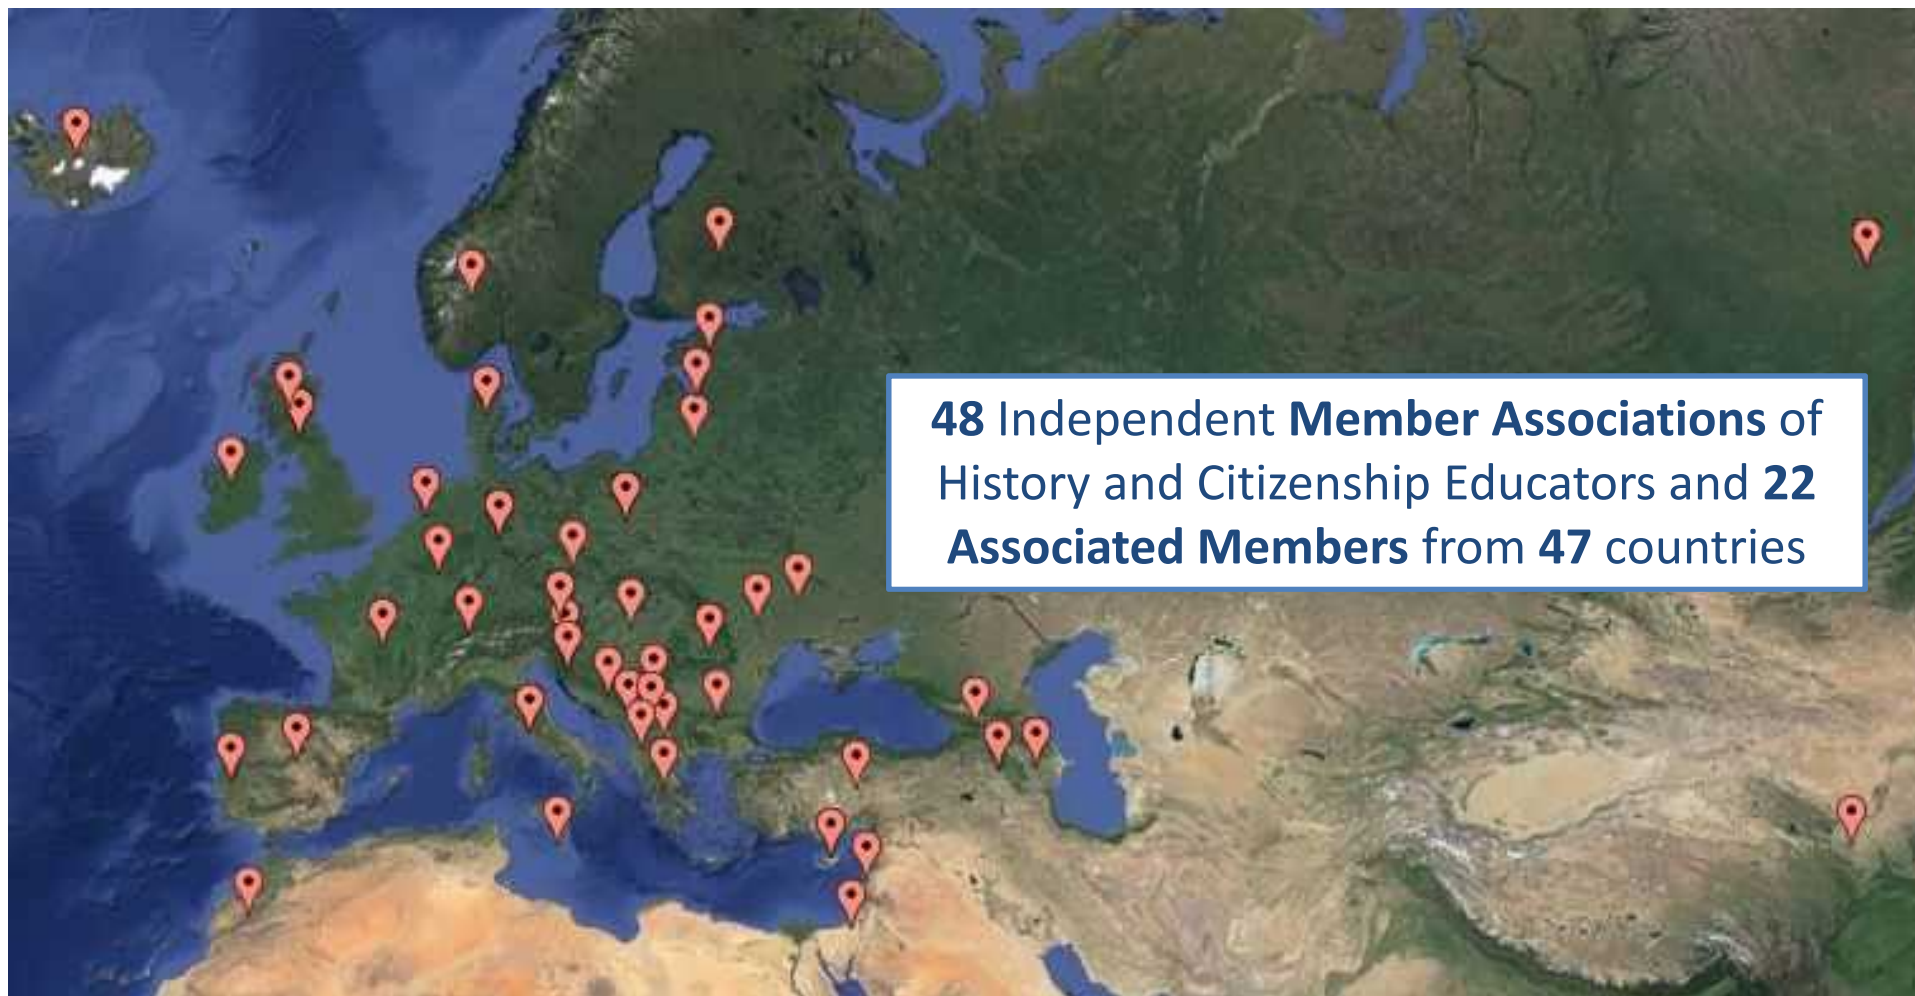 48 Independent Member Associations of
History and Citizenship Educators and 22
Associated Members from 47 countries